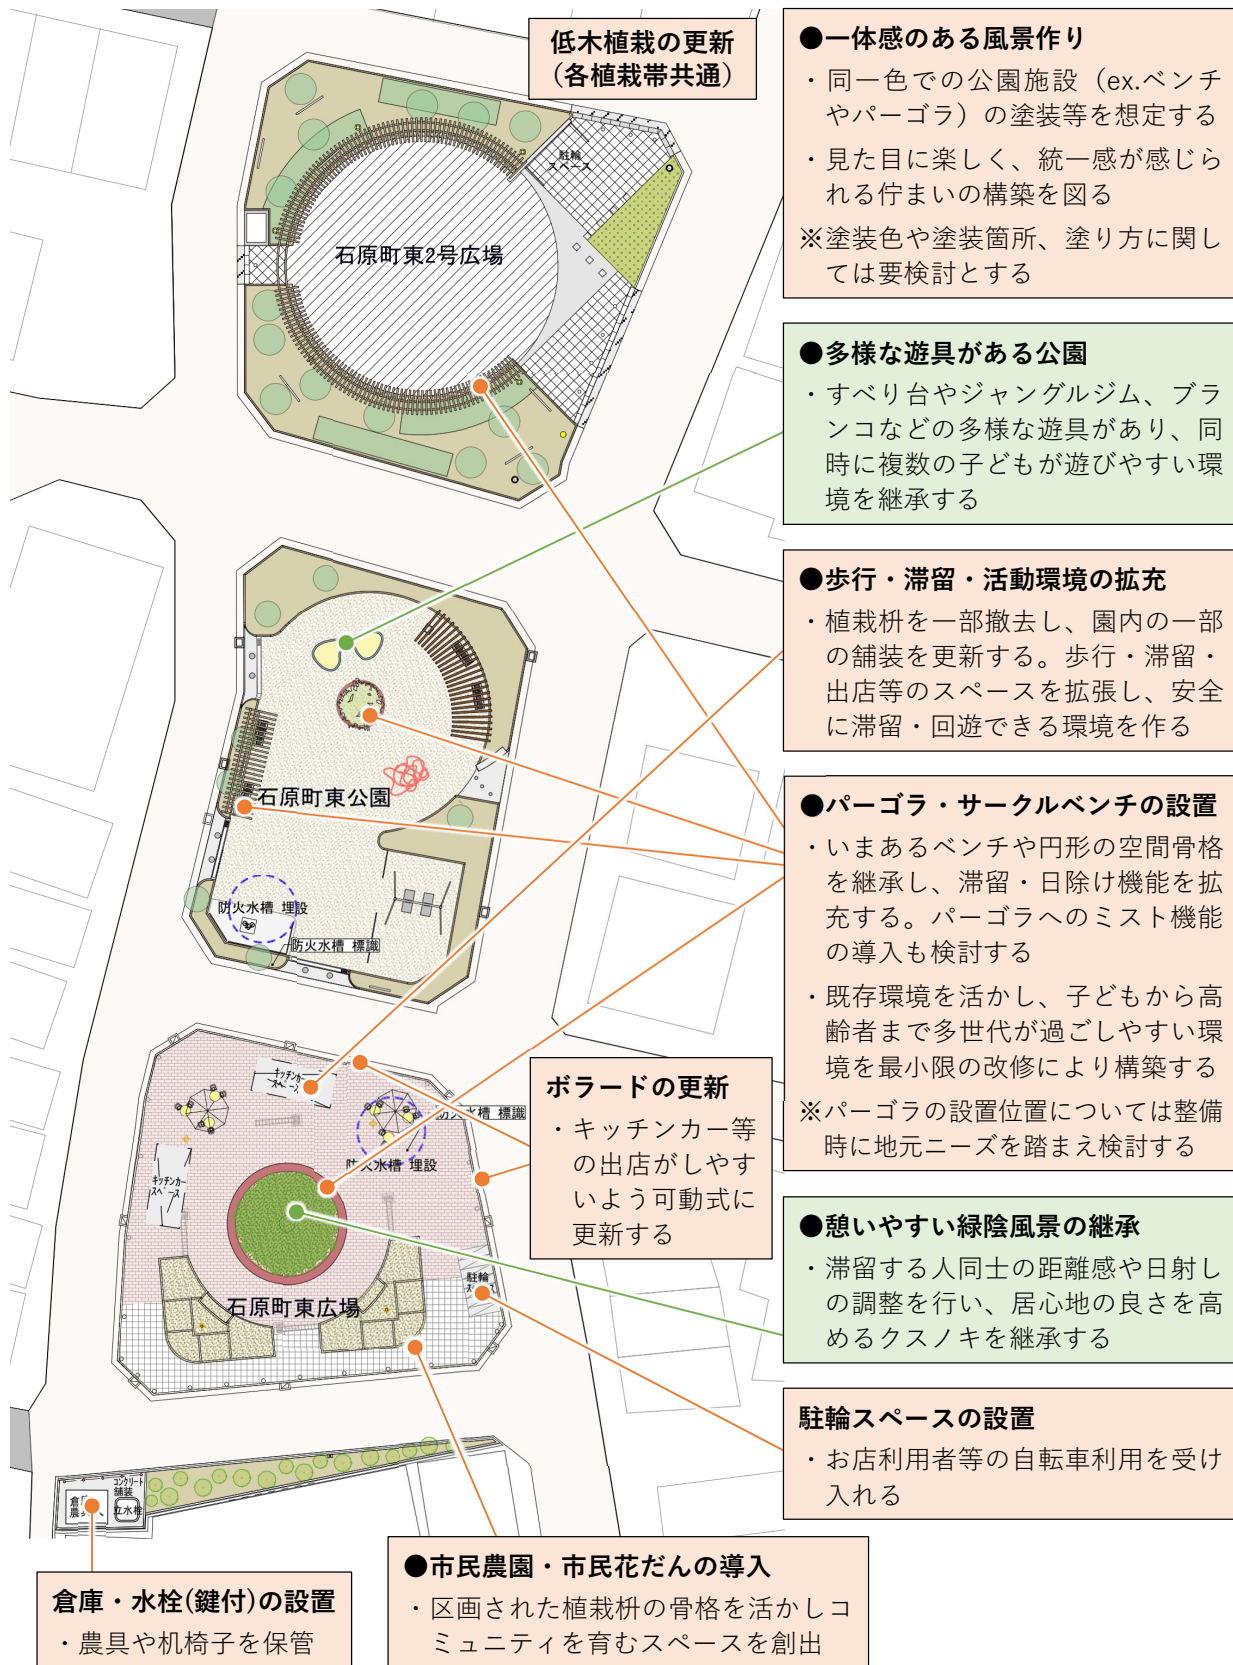 低木植栽の更新
(各植栽帯共通)
●一体感のある風景作り
・同一色での公園施設（ex.ベンチ
やパーゴラ）の塗装等を想定する
・見た目に楽しく、統一感が感じら
れる佇まいの構築を図る
※塗装色や塗装箇所、塗り方に関し
ては要検討とする
駐輪
スペース
石原町東2号広場
●多様な遊具がある公園
・すべり台やジャングルジム、ブラ
ンコなどの多様な遊具があり、同
時に複数の子どもが遊びやすい環
境を継承する
●歩行・滞留・活動環境の拡充
・植栽枡を一部撤去し、園内の一部
の舗装を更新する。歩行・滞留・
出店等のスペースを拡張し、安全
に滞留・回遊できる環境を作る
石原町東公園
防火水槽 埋設
防火水槽 標識
●パーゴラ・サークルベンチの設置
・いまあるベンチや円形の空間骨格
を継承し、滞留・日除け機能を拡
充する。パーゴラへのミスト機能
の導入も検討する
・既存環境を活かし、子どもから高
齢者まで多世代が過ごしやすい環
境を最小限の改修により構築する
※パーゴラの設置位置については整備
時に地元ニーズを踏まえ検討する
キッチンカー
スペース
防火水槽 標識
防火水槽 埋設
キッチンカー
スペース
ボラードの更新
・キッチンカー等
の出店がしやす
いよう可動式に
更新する
石原町東広場
駐輪
●憩いやすい緑陰風景の継承
・滞留する人同士の距離感や日射し
の調整を行い、居心地の良さを高
めるクスノキを継承する
駐輪スペースの設置
・お店利用者等の自転車利用を受け
入れる
コンクリート
舗装
立水栓
倉庫・水栓(鍵付)の設置
・農具や机椅子を保管
●市民農園・市民花だんの導入
・区画された植栽枡の骨格を活かしコ
ミュニティを育むスペースを創出